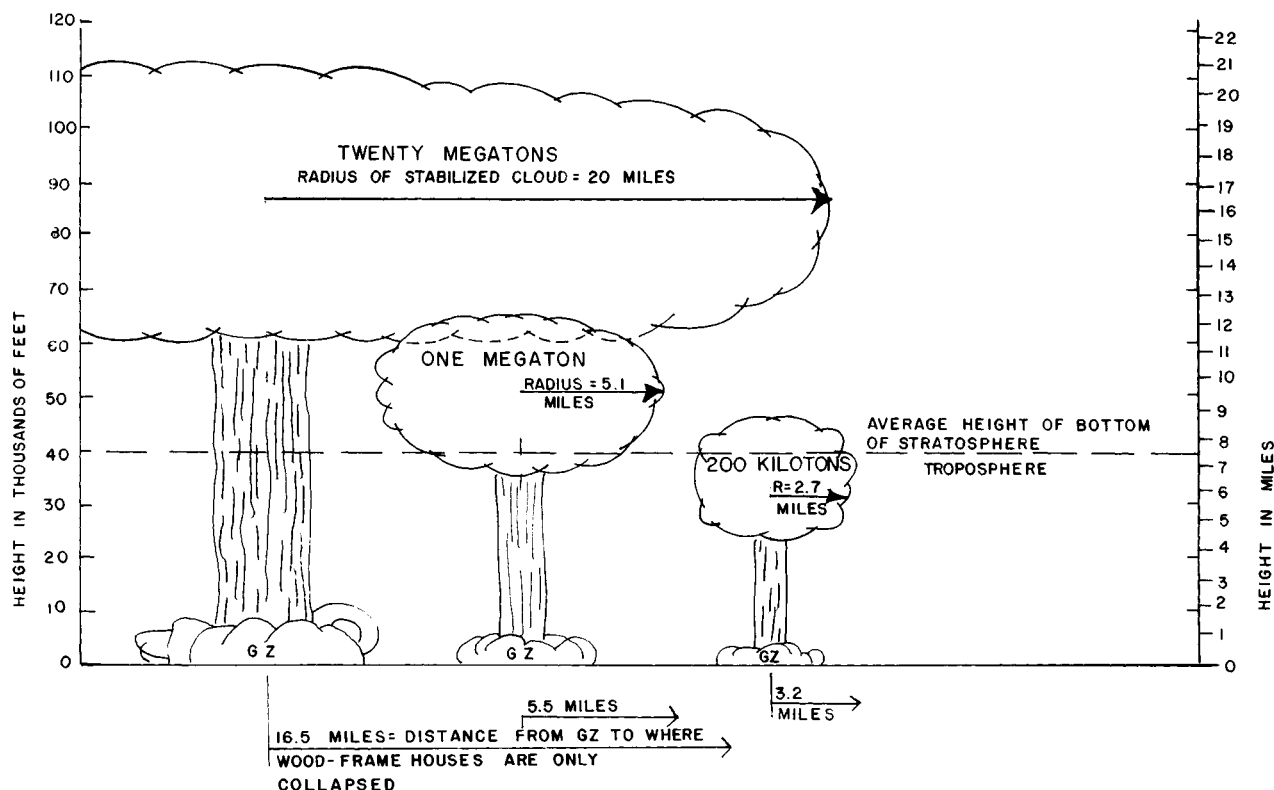 120
110
100
90
80
70
60
50
40
30
20
10
0
HEIGHT IN THOUSANDS OF FEET
TWENTY MEGATONS
RADIUS OF STABILIZED CLOUD= 20 MILES
ONE MEGATON
RADIUS = 5.1
MILES
200 KILOTONS
R=2.7
MILES
AVERAGE HEIGHT OF BOTTOM
OF STRATOSPHERE
TROPOSPHERE
GZ
GZ
GZ
22
21
20
19
18
17
16
15
14
13
12
11
10
9
8
7
6
5
4
3
2
1
0
HEIGHT IN MILES
3.2
MILES
5.5 MILES
16.5 MILES= DISTANCE FROM GZ TO WHERE
WOOD-FRAME HOUSES ARE ONLY
COLLAPSED